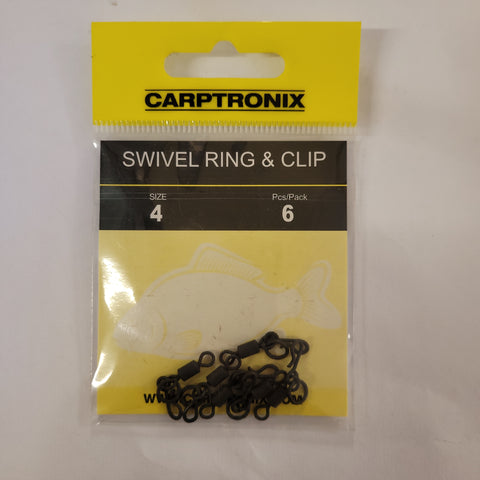 CARPTRONIX
SWIVEL RING & CLIP
SIZE Pcs/Pack
4 6